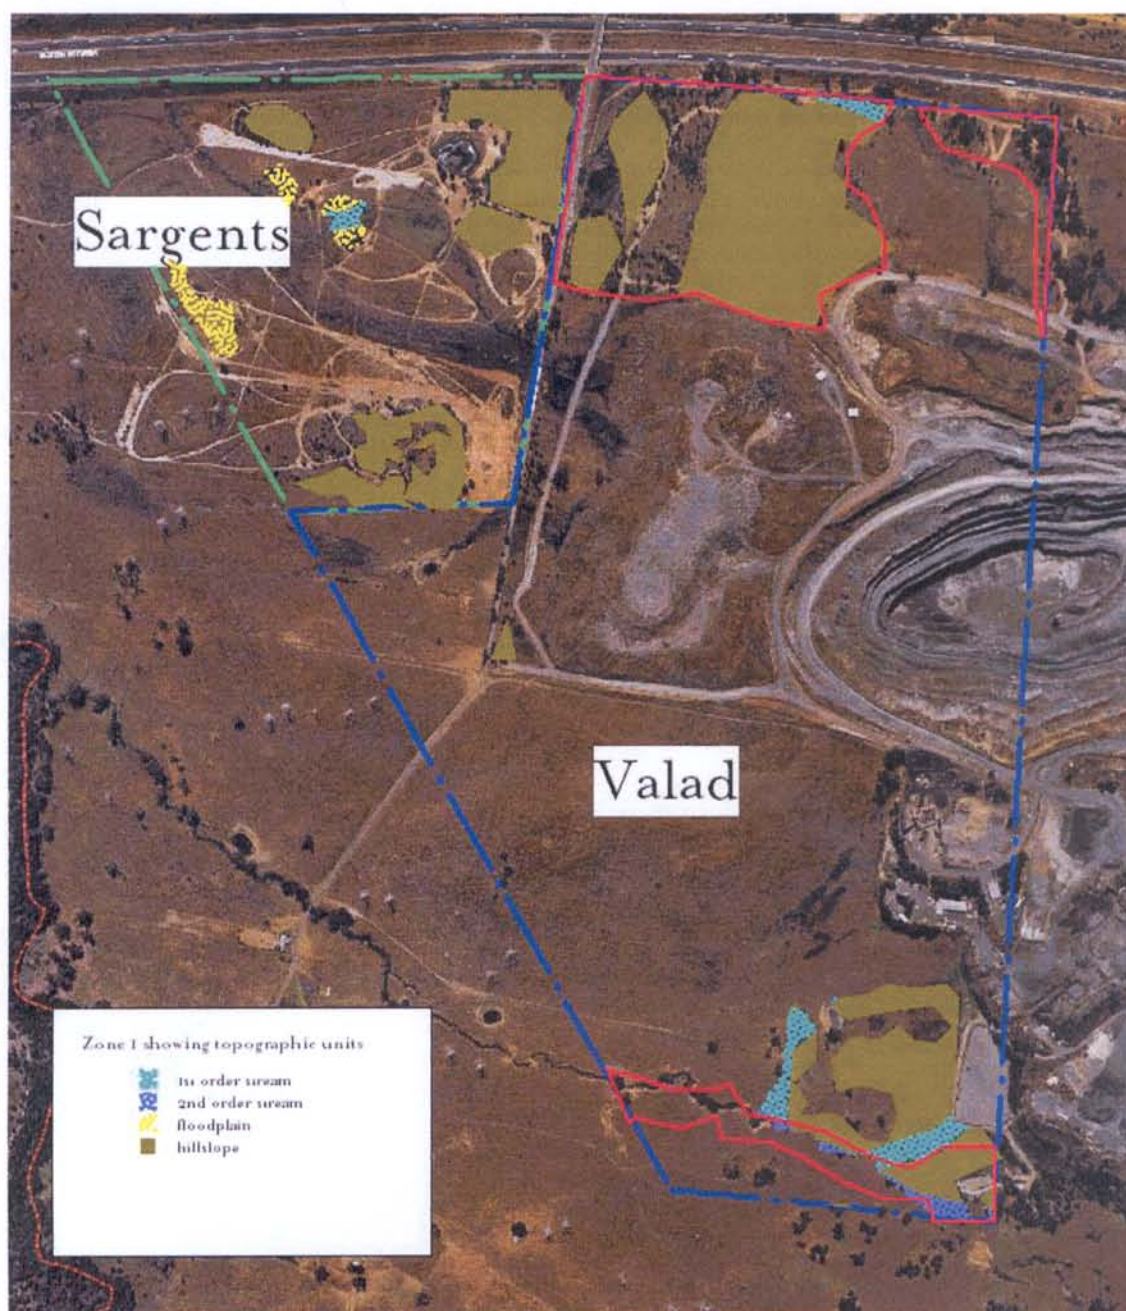 Sargents
Valad
Zone 1 showing topographic units
1st order stream
2nd order stream
floodplain
hillslope